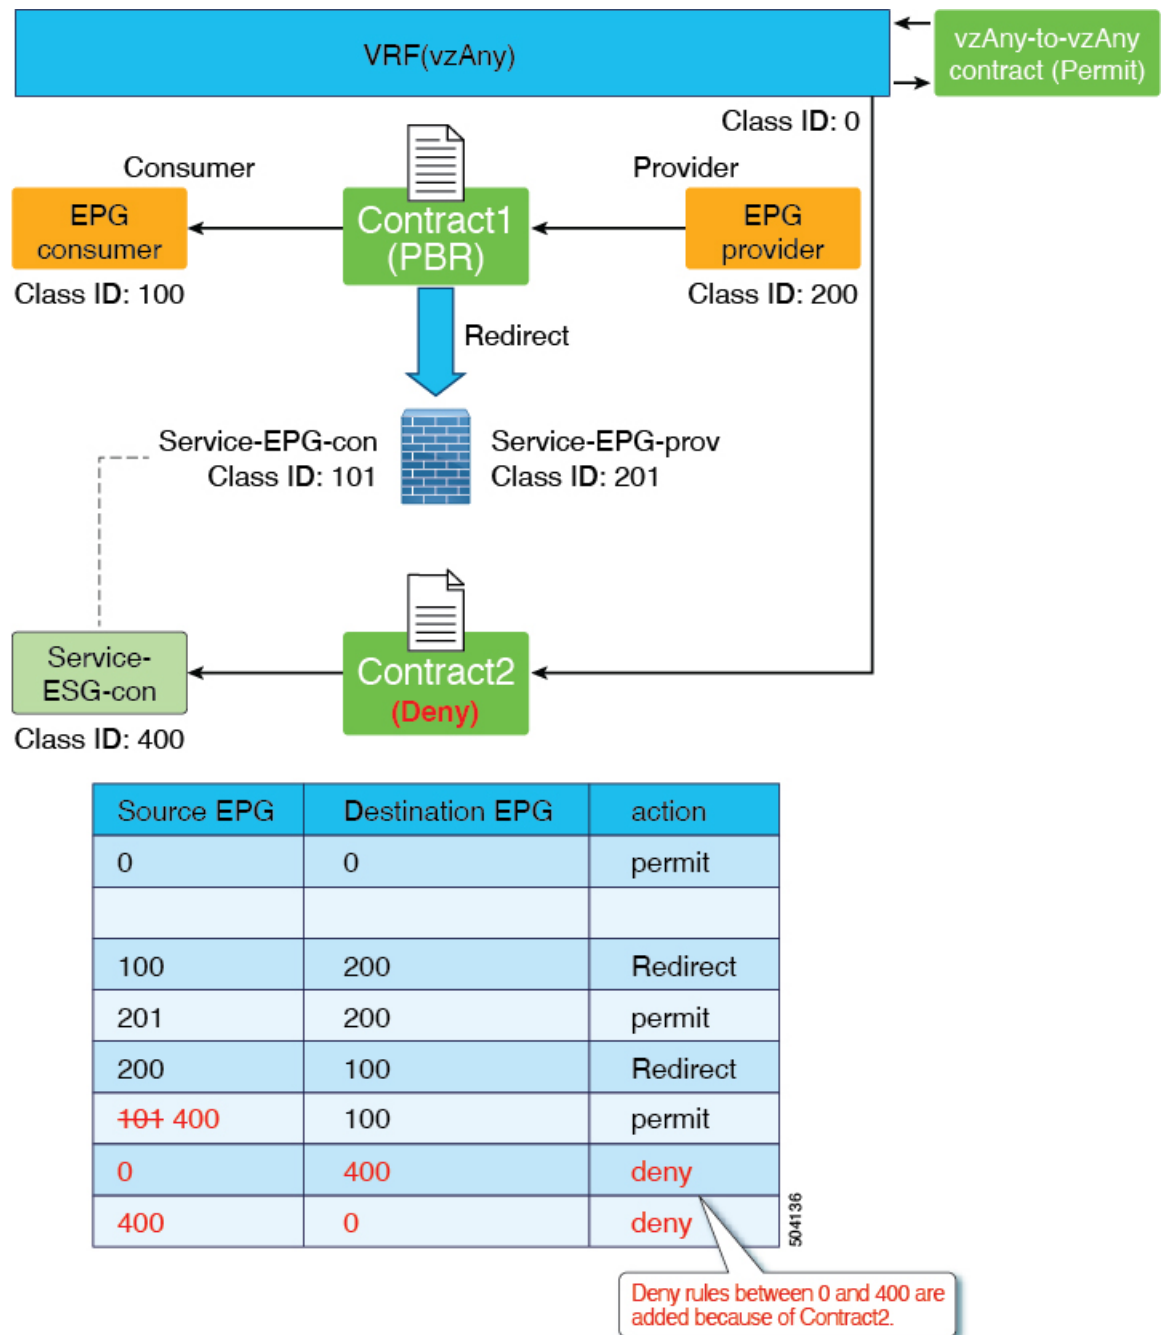 VRF(vzAny)
vzAny-to-vzAny
contract (Permit)
Class ID: 0
Consumer
Provider
EPG
consumer
Contract1
(PBR)
EPG
provider
Class ID: 100
Class ID: 200
Redirect
Service-EPG-con
Class ID: 101
Service-EPG-prov
Class ID: 201
Service-
ESG-con
Contract2
(Deny)
Class ID: 400
Source EPG Destination EPG action
0 0 permit
100 200 Redirect
201 200 permit
200 100 Redirect
101 400 100 permit
0 400 deny
400 0 deny
504136
Deny rules between 0 and 400 are
added because of Contract2.